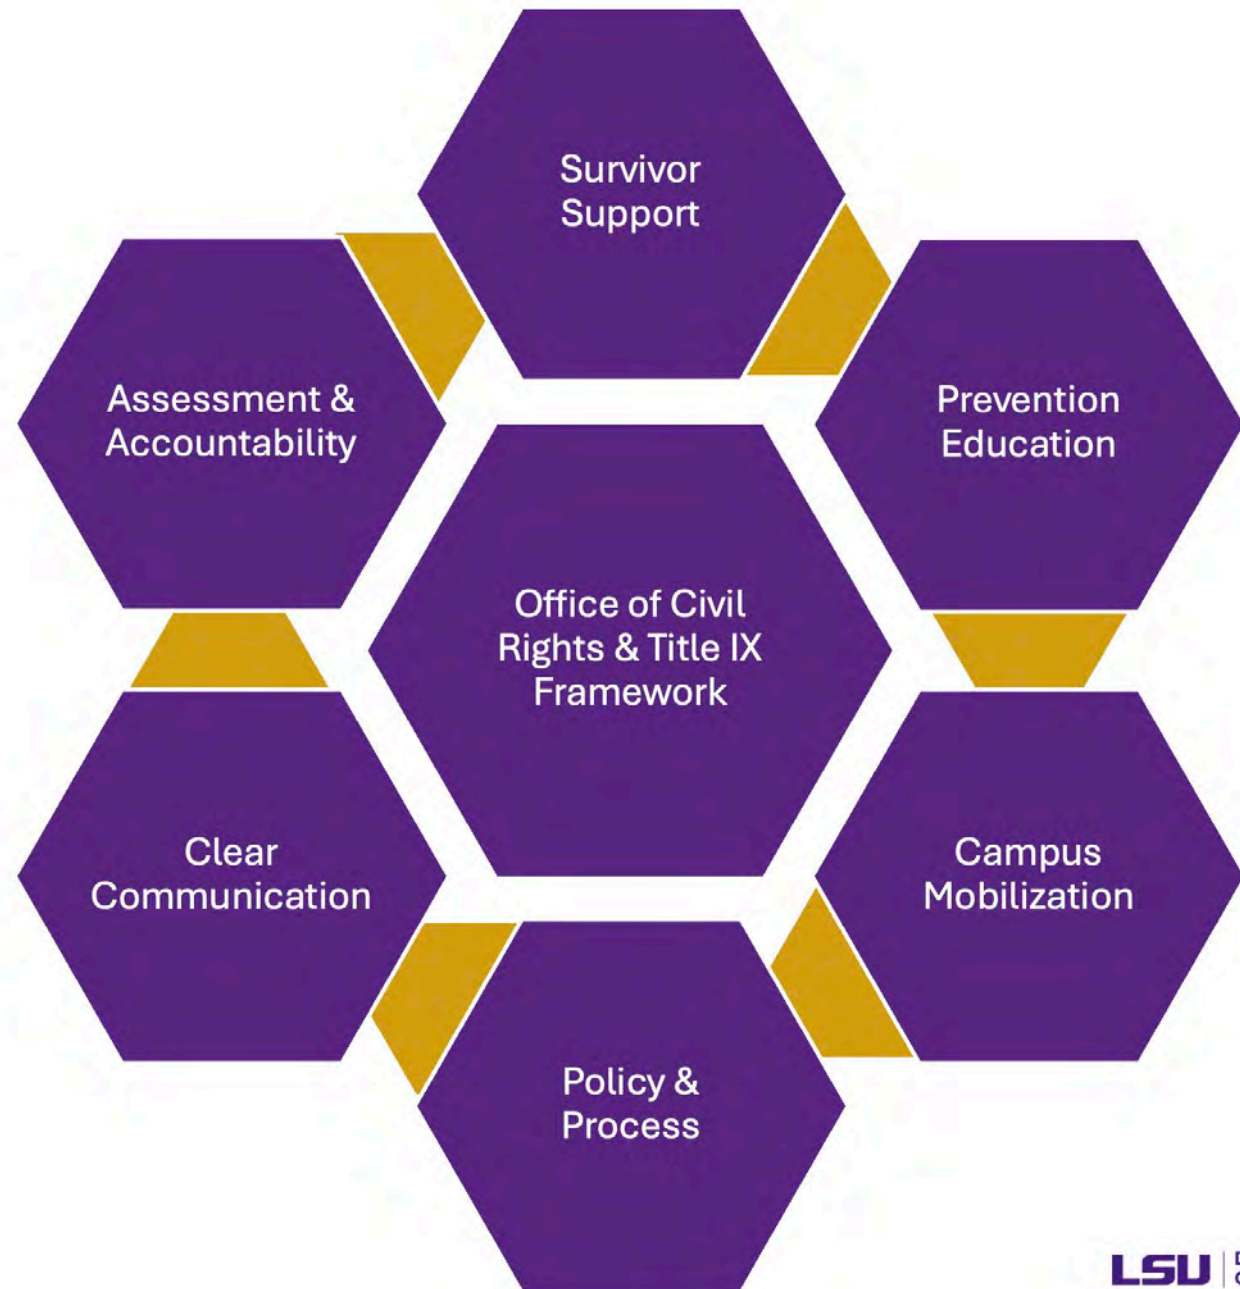 Survivor
Support
Prevention
Education
Campus
Mobilization
Policy &
Process
Clear
Communication
Assessment &
Accountability
Office of Civil
Rights & Title IX
Framework
LSU